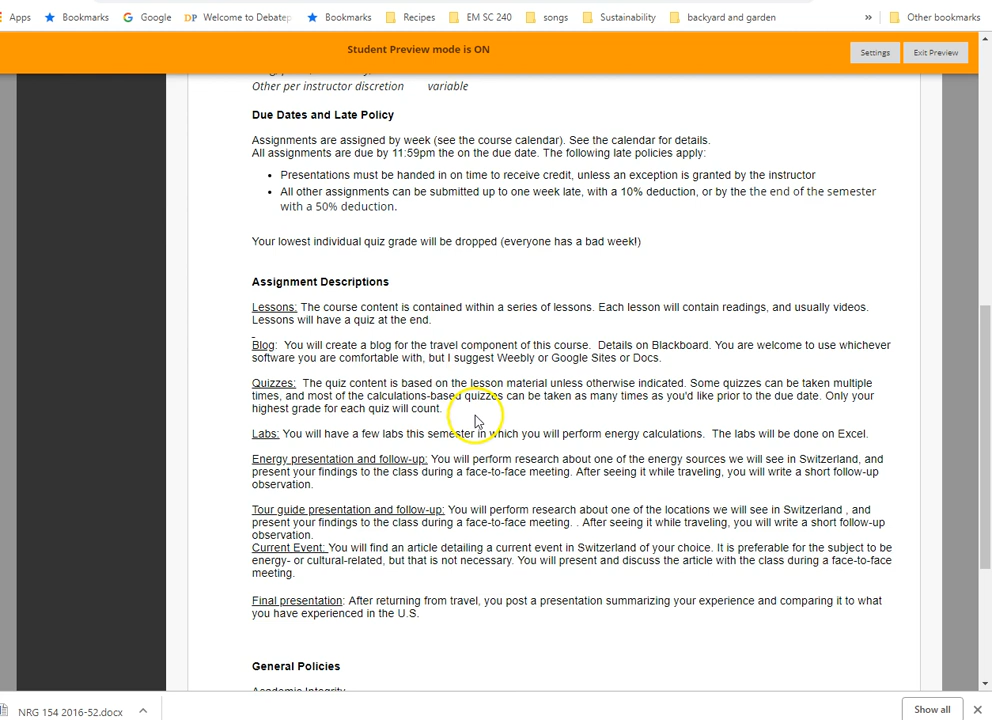 Apps Bookmarks Google Welcome to Debatep Bookmarks Recipes EM SC 240 songs Sustainability backyard and garden » Other bookmarks
Student Preview mode is ON
Settings Exit Preview
Other per instructor discretion variable
Due Dates and Late Policy
Assignments are assigned by week (see the course calendar). See the calendar for details.
All assignments are due by 11:59pm the on the due date. The following late policies apply:
• Presentations must be handed in on time to receive credit, unless an exception is granted by the instructor
• All other assignments can be submitted up to one week late, with a 10% deduction, or by the the end of the semester
with a 50% deduction.
Your lowest individual quiz grade will be dropped (everyone has a bad week!)
Assignment Descriptions
Lessons: The course content is contained within a series of lessons. Each lesson will contain readings, and usually videos.
Lessons will have a quiz at the end.
Blog: You will create a blog for the travel component of this course. Details on Blackboard. You are welcome to use whichever
software you are comfortable with, but I suggest Weebly or Google Sites or Docs.
Quizzes: The quiz content is based on the lesson material unless otherwise indicated. Some quizzes can be taken multiple
times, and most of the calculations-based quizzes can be taken as many times as you'd like prior to the due date. Only your
highest grade for each quiz will count.
Labs: You will have a few labs this semester in which you will perform energy calculations. The labs will be done on Excel.
Energy presentation and follow-up: You will perform research about one of the energy sources we will see in Switzerland, and
present your findings to the class during a face-to-face meeting. After seeing it while traveling, you will write a short follow-up
observation.
Tour guide presentation and follow-up: You will perform research about one of the locations we will see in Switzerland , and
present your findings to the class during a face-to-face meeting. . After seeing it while traveling, you will write a short follow-up
observation.
Current Event: You will find an article detailing a current event in Switzerland of your choice. It is preferable for the subject to be
energy- or cultural-related, but that is not necessary. You will present and discuss the article with the class during a face-to-face
meeting.
Final presentation: After returning from travel, you post a presentation summarizing your experience and comparing it to what
you have experienced in the U.S.
General Policies
Academic Integrity
NRG 154 2016-52.docx Show all